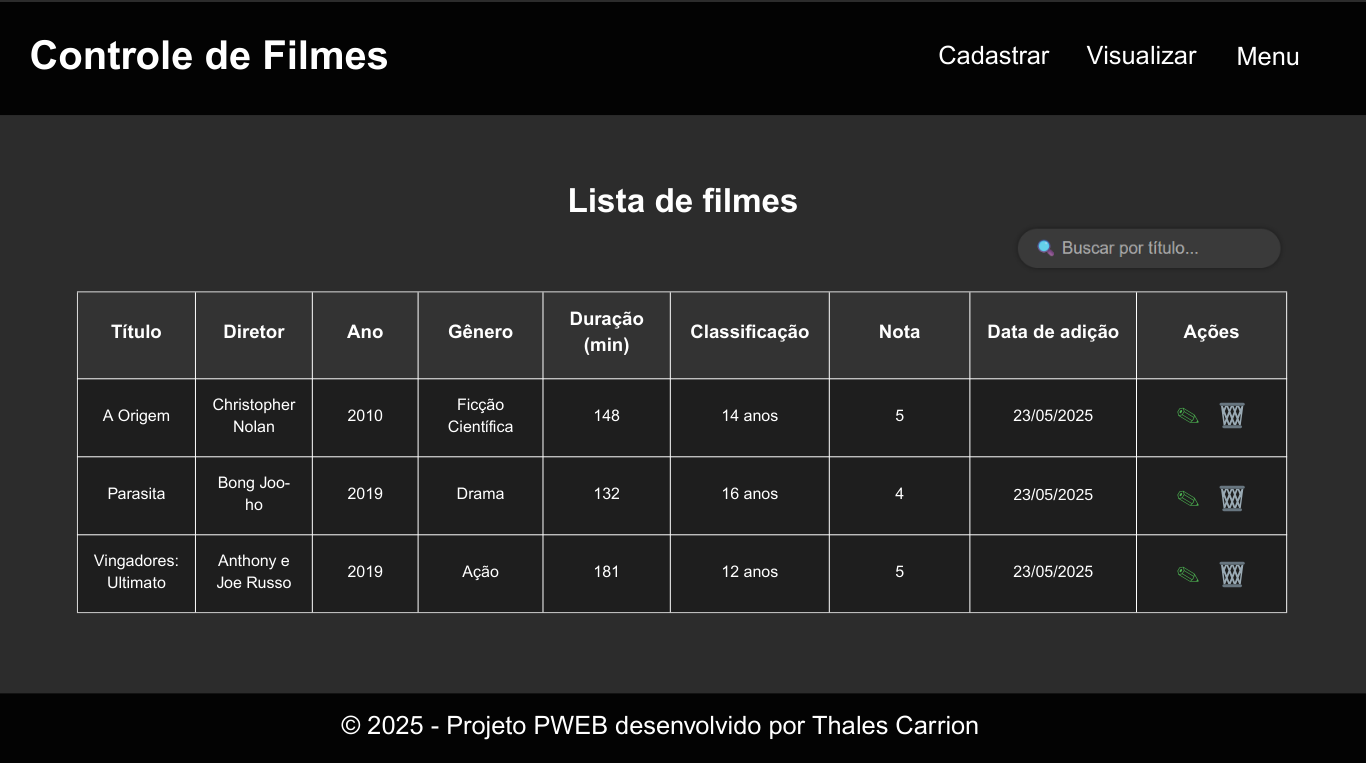 Controle de Filmes
Cadastrar Visualizar Menu
Lista de filmes
Buscar por título...
Título Diretor Ano Gênero Duração (min) Classificação Nota Data de adição Ações
A Origem Christopher Nolan 2010 Ficção Científica 148 14 anos 5 23/05/2025
Parasita Bong Joo-ho 2019 Drama 132 16 anos 4 23/05/2025
Vingadores: Ultimato Anthony e Joe Russo 2019 Ação 181 12 anos 5 23/05/2025
© 2025 - Projeto PWEB desenvolvido por Thales Carrion